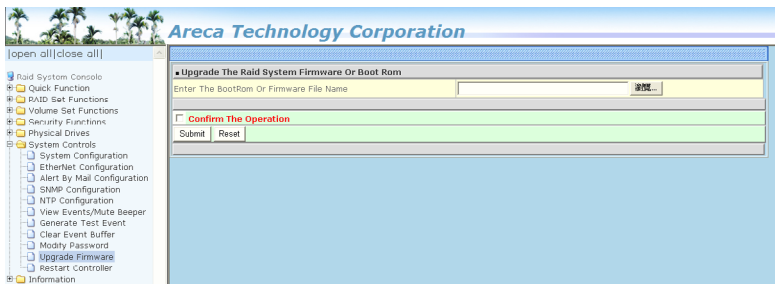 Areca Technology Corporation
|open all|close all|
Raid System Console
Quick Function
RAID Set Functions
Volume Set Functions
Security Functions
Physical Drives
System Controls
System Configuration
EtherNet Configuration
Alert By Mail Configuration
SNMP Configuration
NTP Configuration
View Events/Mute Beeper
Generate Test Event
Clear Event Buffer
Modify Password
Upgrade Firmware
Restart Controller
Information
Upgrade The Raid System Firmware Or Boot Rom
Enter The BootRom Or Firmware File Name
瀏覽...
Confirm The Operation
Submit Reset